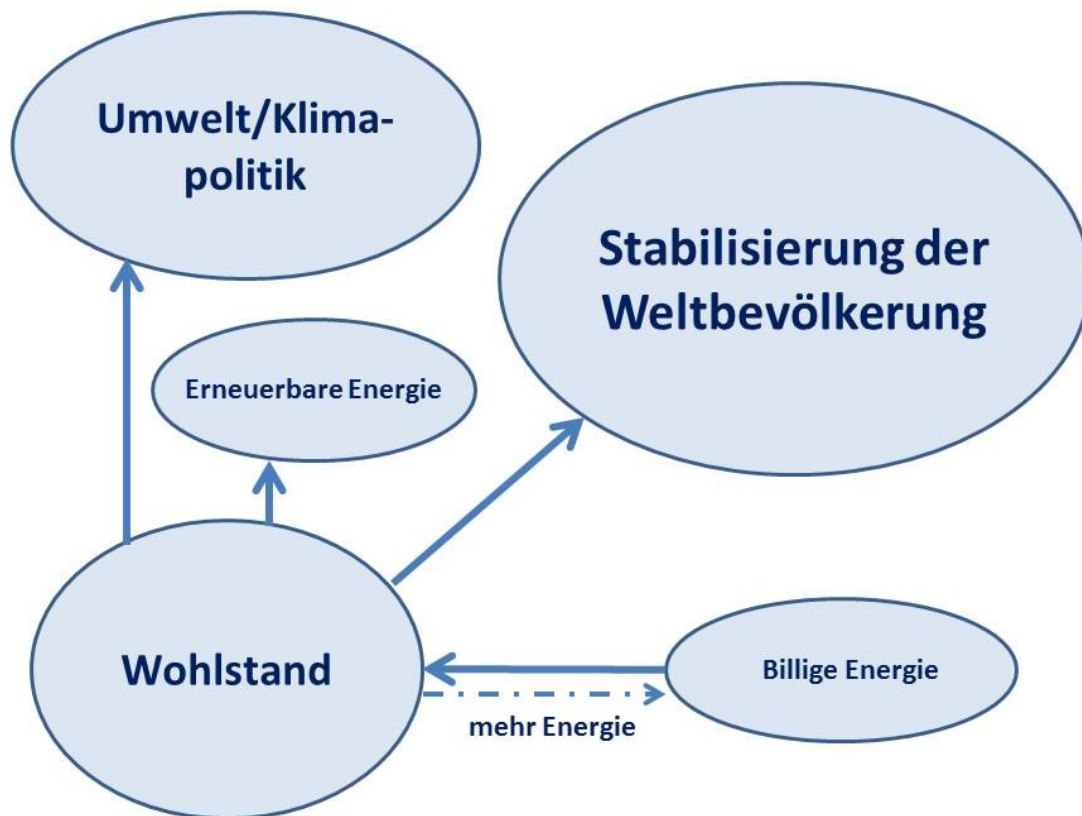 Umwelt/Klima-
politik
Stabilisierung der
Weltbevölkerung
Erneuerbare Energie
Wohlstand
Billige Energie
mehr Energie